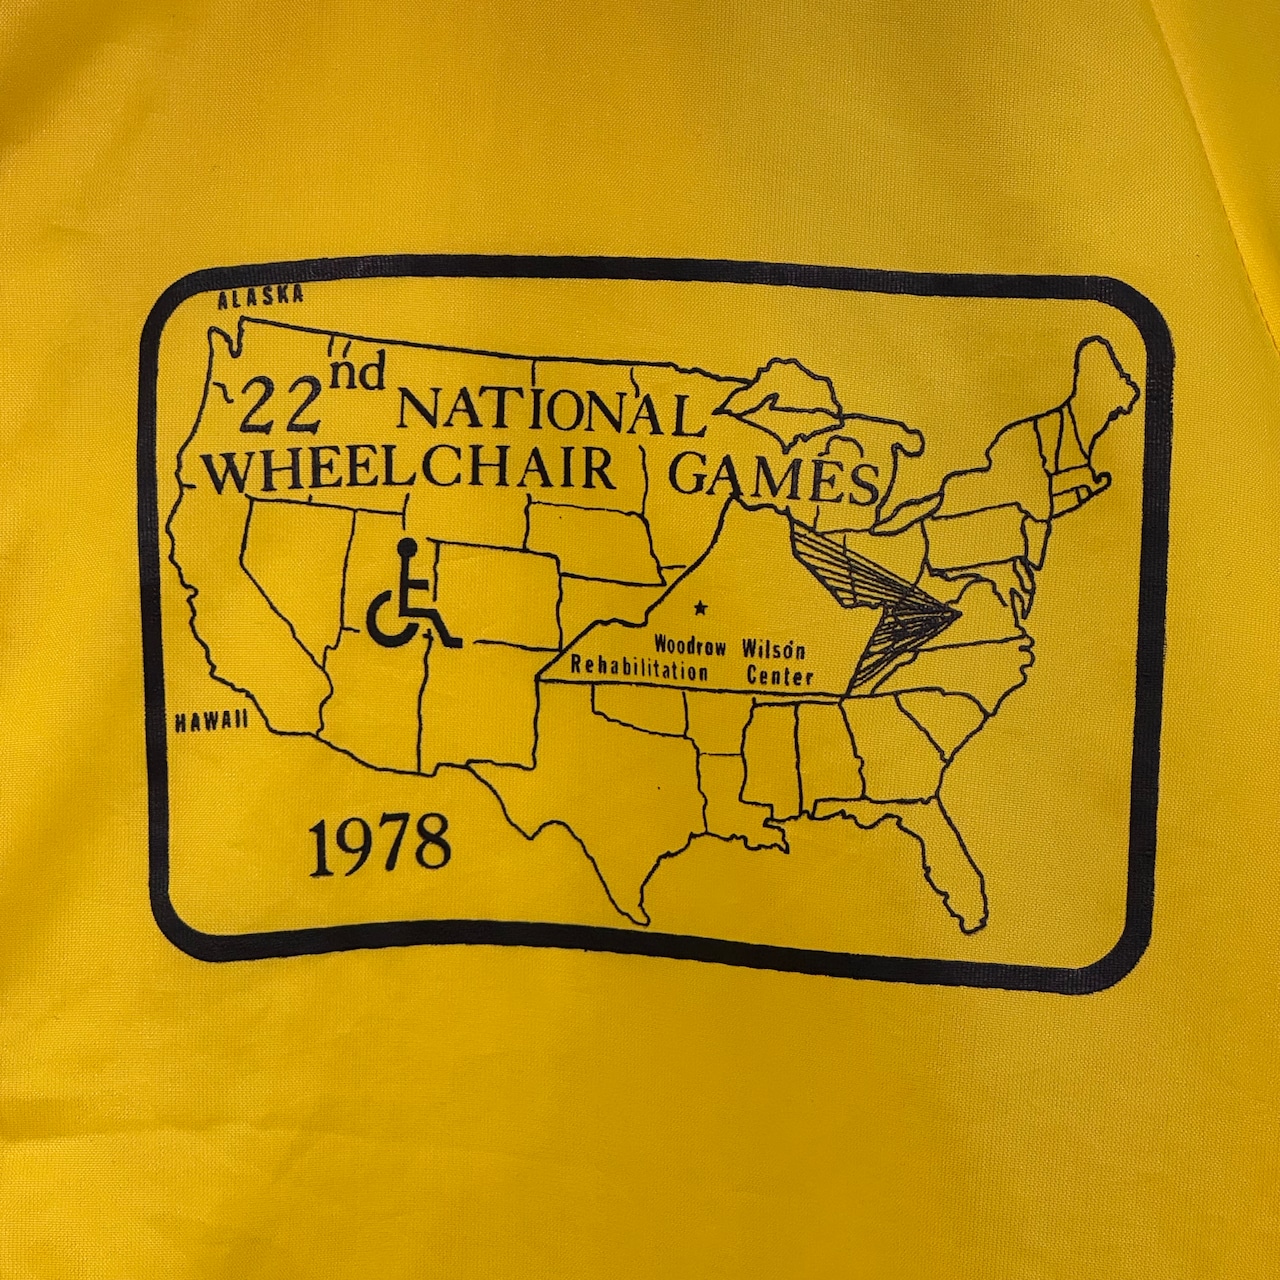 ALASKA
22nd NATIONAL
WHEELCHAIR GAMES
Woodrow Wilson
Rehabilitation Center
HAWAII
1978